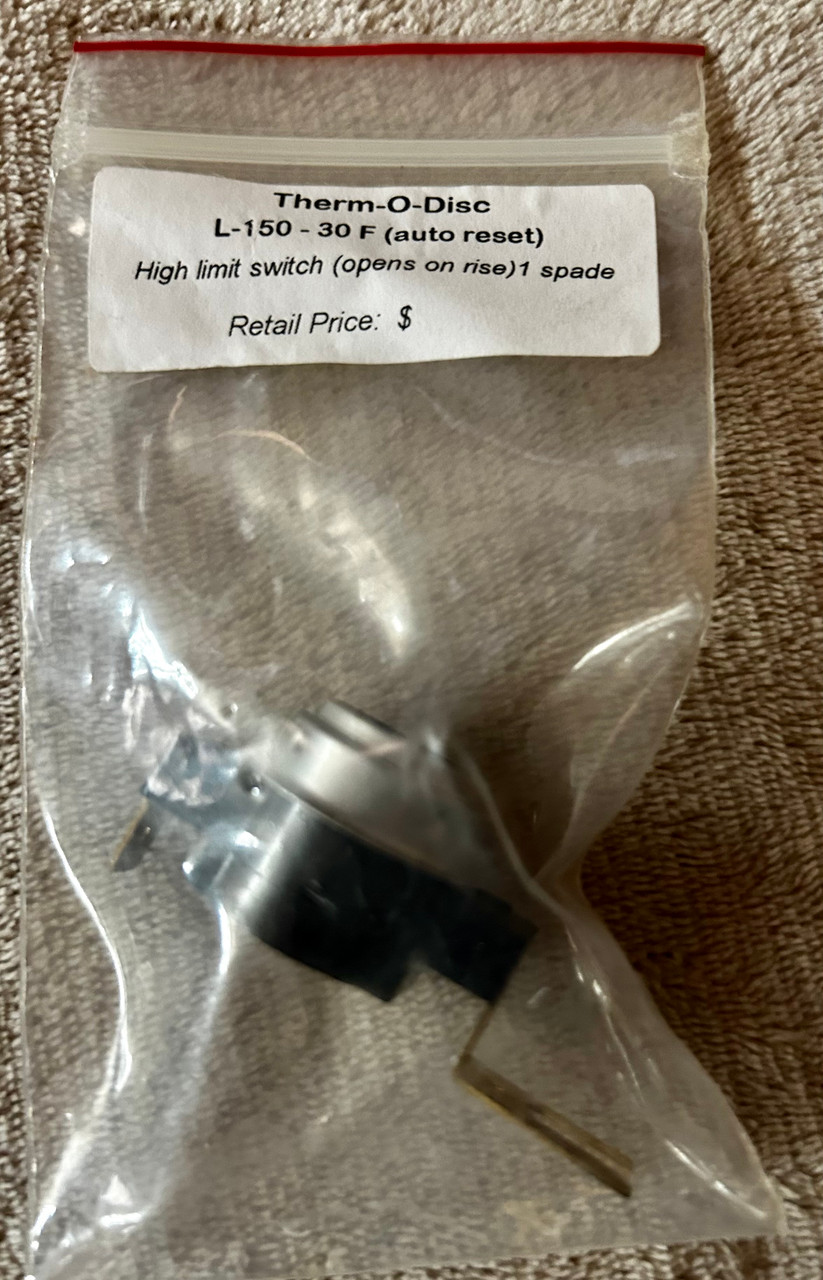 Therm-O-Disc
L-150 - 30 F (auto reset)
High limit switch (opens on rise)1 spade
Retail Price: $